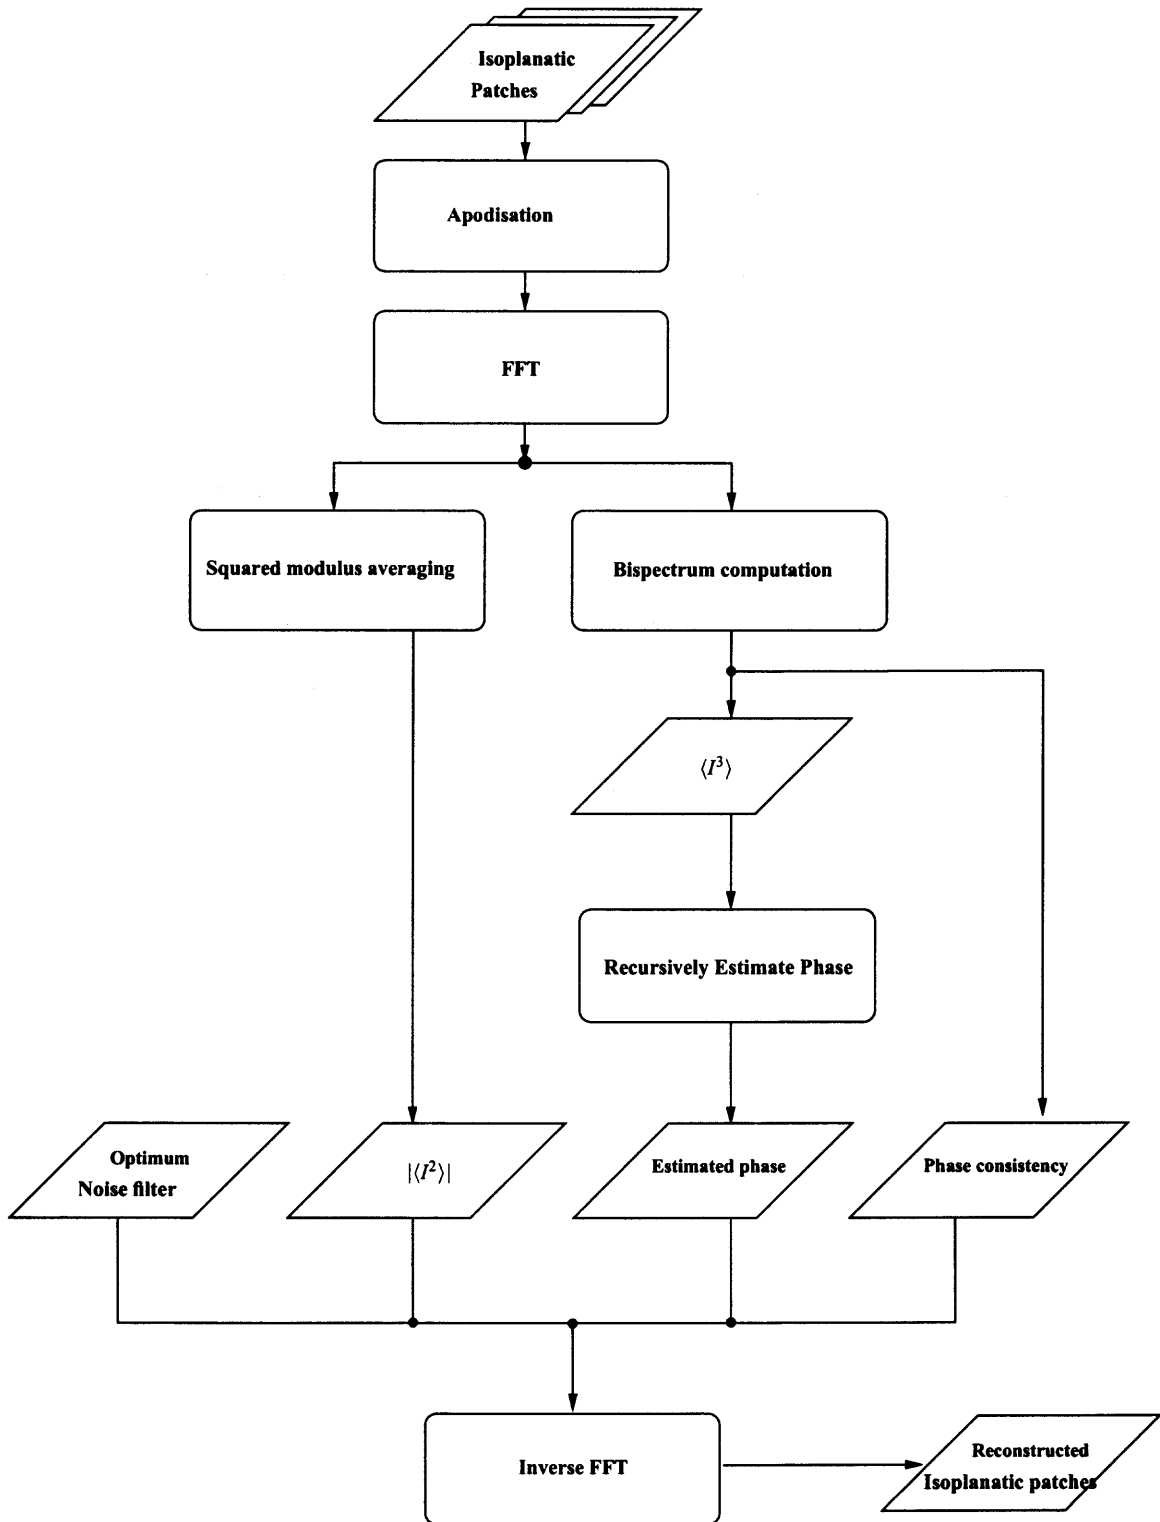 Isoplanatic
Patches
Apodisation
FFT
Squared modulus averaging
Bispectrum computation
⟨I³⟩
Recursively Estimate Phase
Optimum
Noise filter
|⟨I²⟩|
Estimated phase
Phase consistency
Inverse FFT
Reconstructed
Isoplanatic patches